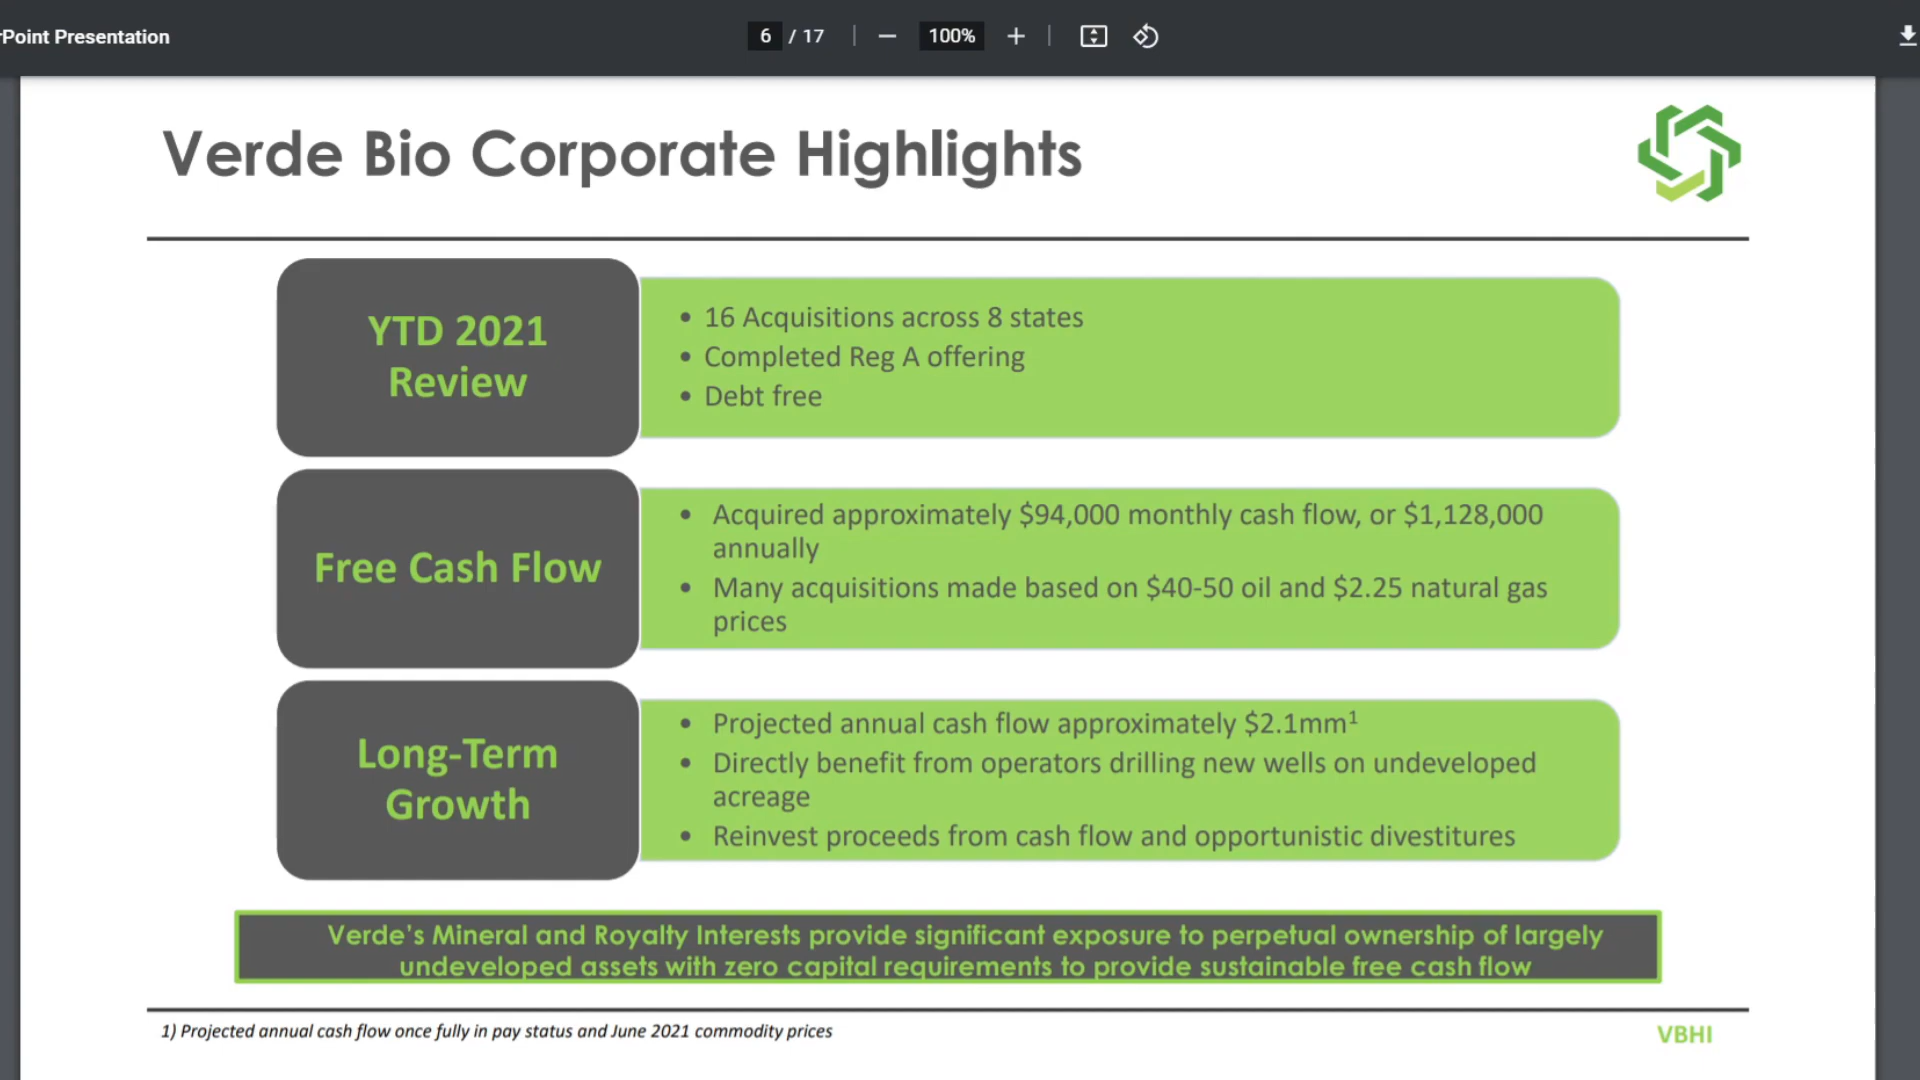 rPoint Presentation
6 / 17
100%
Verde Bio Corporate Highlights
YTD 2021
Review
• 16 Acquisitions across 8 states
• Completed Reg A offering
• Debt free
Free Cash Flow
• Acquired approximately $94,000 monthly cash flow, or $1,128,000
annually
• Many acquisitions made based on $40-50 oil and $2.25 natural gas
prices
Long-Term
Growth
• Projected annual cash flow approximately $2.1mm¹
• Directly benefit from operators drilling new wells on undeveloped
acreage
• Reinvest proceeds from cash flow and opportunistic divestitures
Verde's Mineral and Royalty Interests provide significant exposure to perpetual ownership of largely
undeveloped assets with zero capital requirements to provide sustainable free cash flow
1) Projected annual cash flow once fully in pay status and June 2021 commodity prices
VBHI